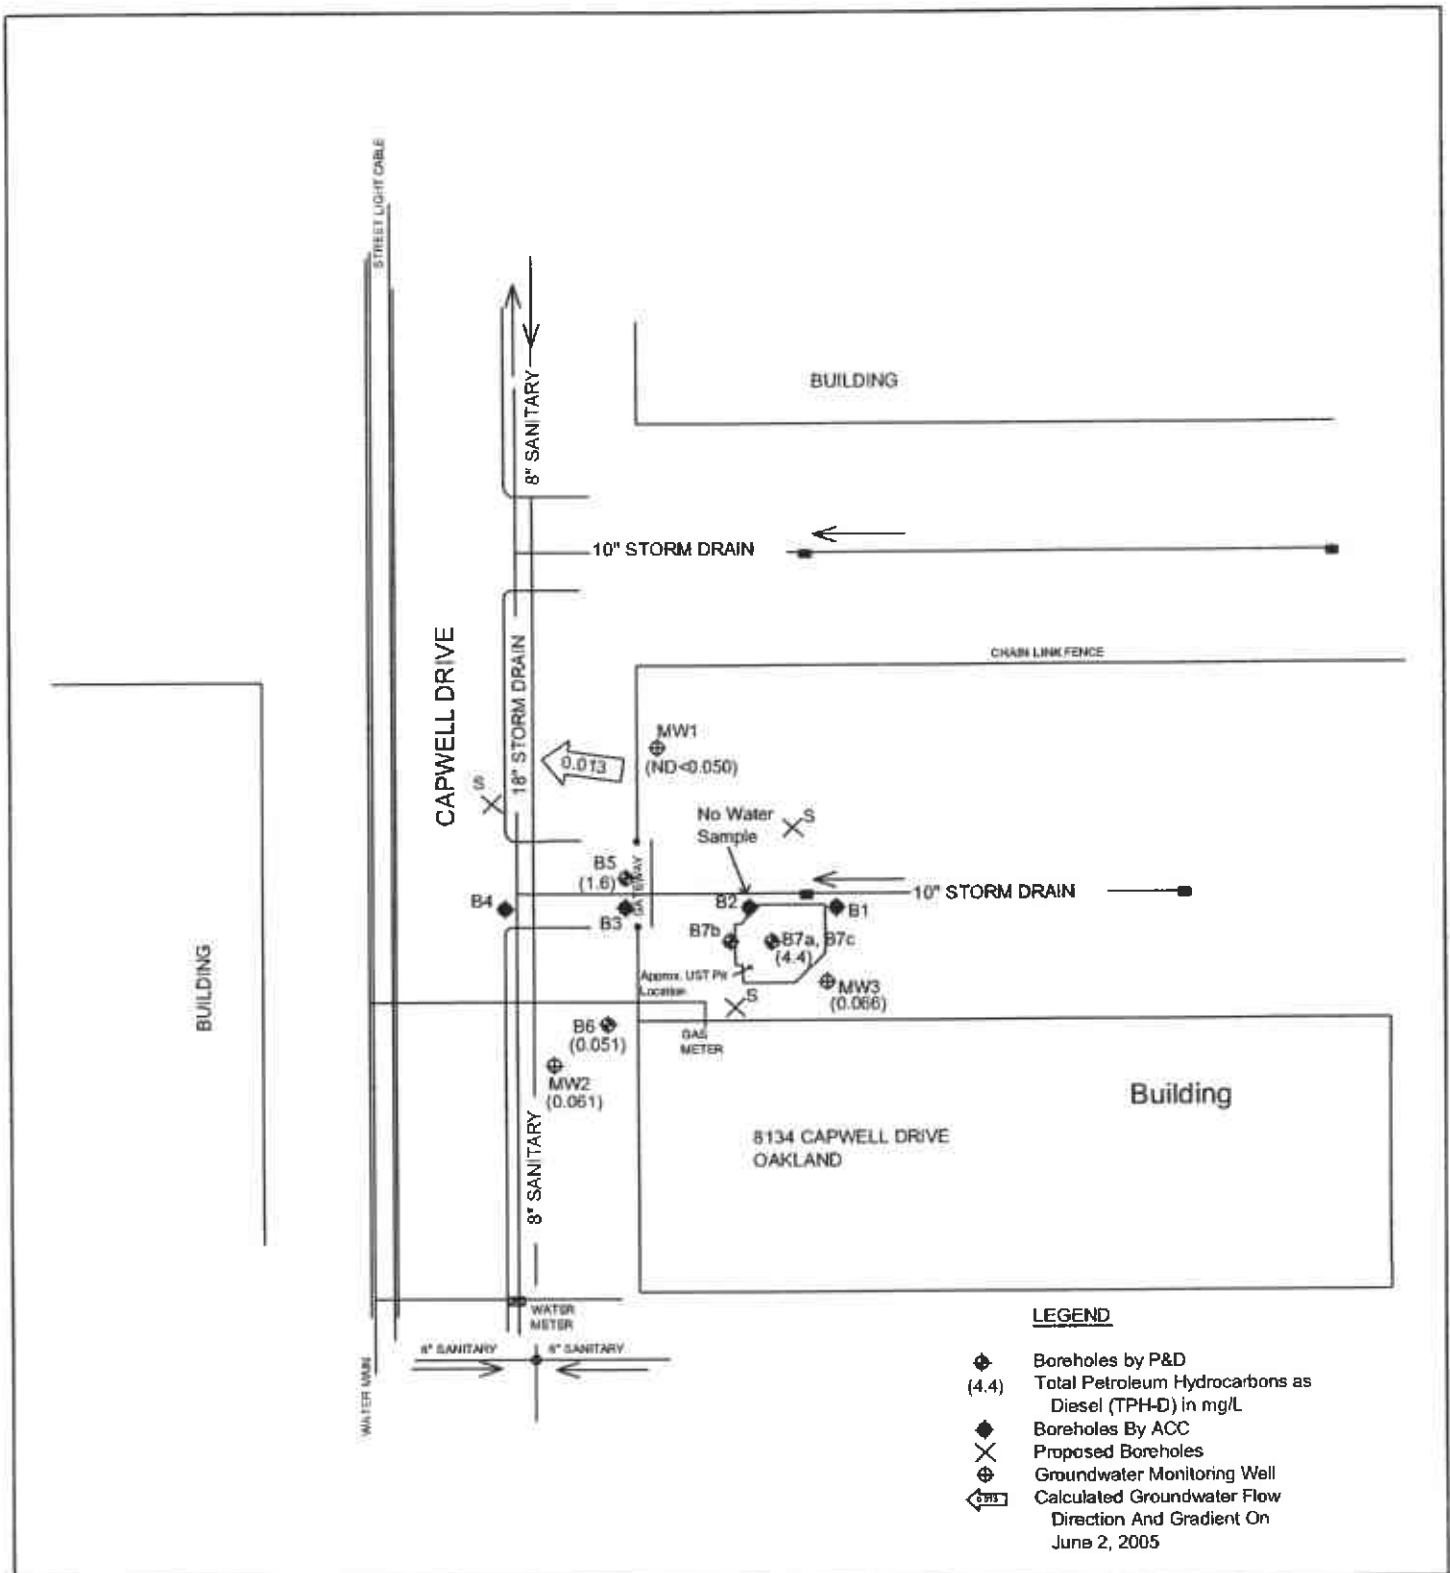 STREET LIGHT CABLE
8" SANITARY
BUILDING
10" STORM DRAIN
CHAIN LINK FENCE
CAPWELL DRIVE
18" STORM DRAIN
MW1
(ND<0.050)
0.013
S
No Water
Sample
S
B5
(1.6)
GATEWAY
10" STORM DRAIN
B4
B3
B2
B1
B7b
B7a, B7c
(4.4)
Approx. UST Pit
Location
MW3
(0.066)
S
BUILDING
B6
(0.051)
GAS
METER
MW2
(0.061)
Building
8134 CAPWELL DRIVE
OAKLAND
8" SANITARY
WATER
METER
6" SANITARY
6" SANITARY
WATER MAIN
LEGEND
Boreholes by P&D
(4.4) Total Petroleum Hydrocarbons as
Diesel (TPH-D) in mg/L
Boreholes By ACC
Proposed Boreholes
Groundwater Monitoring Well
0.013 Calculated Groundwater Flow
Direction And Gradient On
June 2, 2005